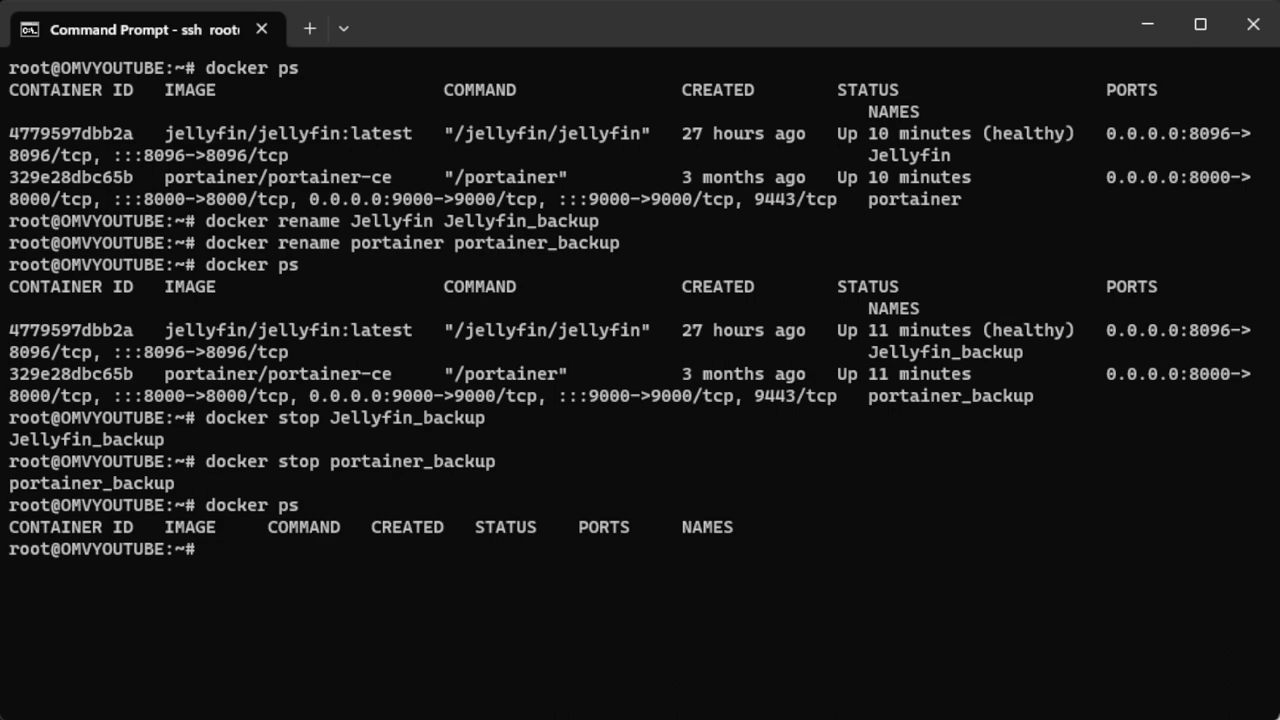 Command Prompt - ssh root
root@OMVYOUTUBE:~# docker ps
CONTAINER ID   IMAGE                      COMMAND                CREATED        STATUS                    PORTS
NAMES
4779597dbb2a   jellyfin/jellyfin:latest   "/jellyfin/jellyfin"   27 hours ago   Up 10 minutes (healthy)   0.0.0.0:8096->
8096/tcp, :::8096->8096/tcp                                                        Jellyfin
329e28dbc65b   portainer/portainer-ce     "/portainer"           3 months ago   Up 10 minutes             0.0.0.0:8000->
8000/tcp, :::8000->8000/tcp, 0.0.0.0:9000->9000/tcp, :::9000->9000/tcp, 9443/tcp   portainer
root@OMVYOUTUBE:~# docker rename Jellyfin Jellyfin_backup
root@OMVYOUTUBE:~# docker rename portainer portainer_backup
root@OMVYOUTUBE:~# docker ps
CONTAINER ID   IMAGE                      COMMAND                CREATED        STATUS                    PORTS
NAMES
4779597dbb2a   jellyfin/jellyfin:latest   "/jellyfin/jellyfin"   27 hours ago   Up 11 minutes (healthy)   0.0.0.0:8096->
8096/tcp, :::8096->8096/tcp                                                        Jellyfin_backup
329e28dbc65b   portainer/portainer-ce     "/portainer"           3 months ago   Up 11 minutes             0.0.0.0:8000->
8000/tcp, :::8000->8000/tcp, 0.0.0.0:9000->9000/tcp, :::9000->9000/tcp, 9443/tcp   portainer_backup
root@OMVYOUTUBE:~# docker stop Jellyfin_backup
Jellyfin_backup
root@OMVYOUTUBE:~# docker stop portainer_backup
portainer_backup
root@OMVYOUTUBE:~# docker ps
CONTAINER ID   IMAGE     COMMAND   CREATED   STATUS    PORTS     NAMES
root@OMVYOUTUBE:~#